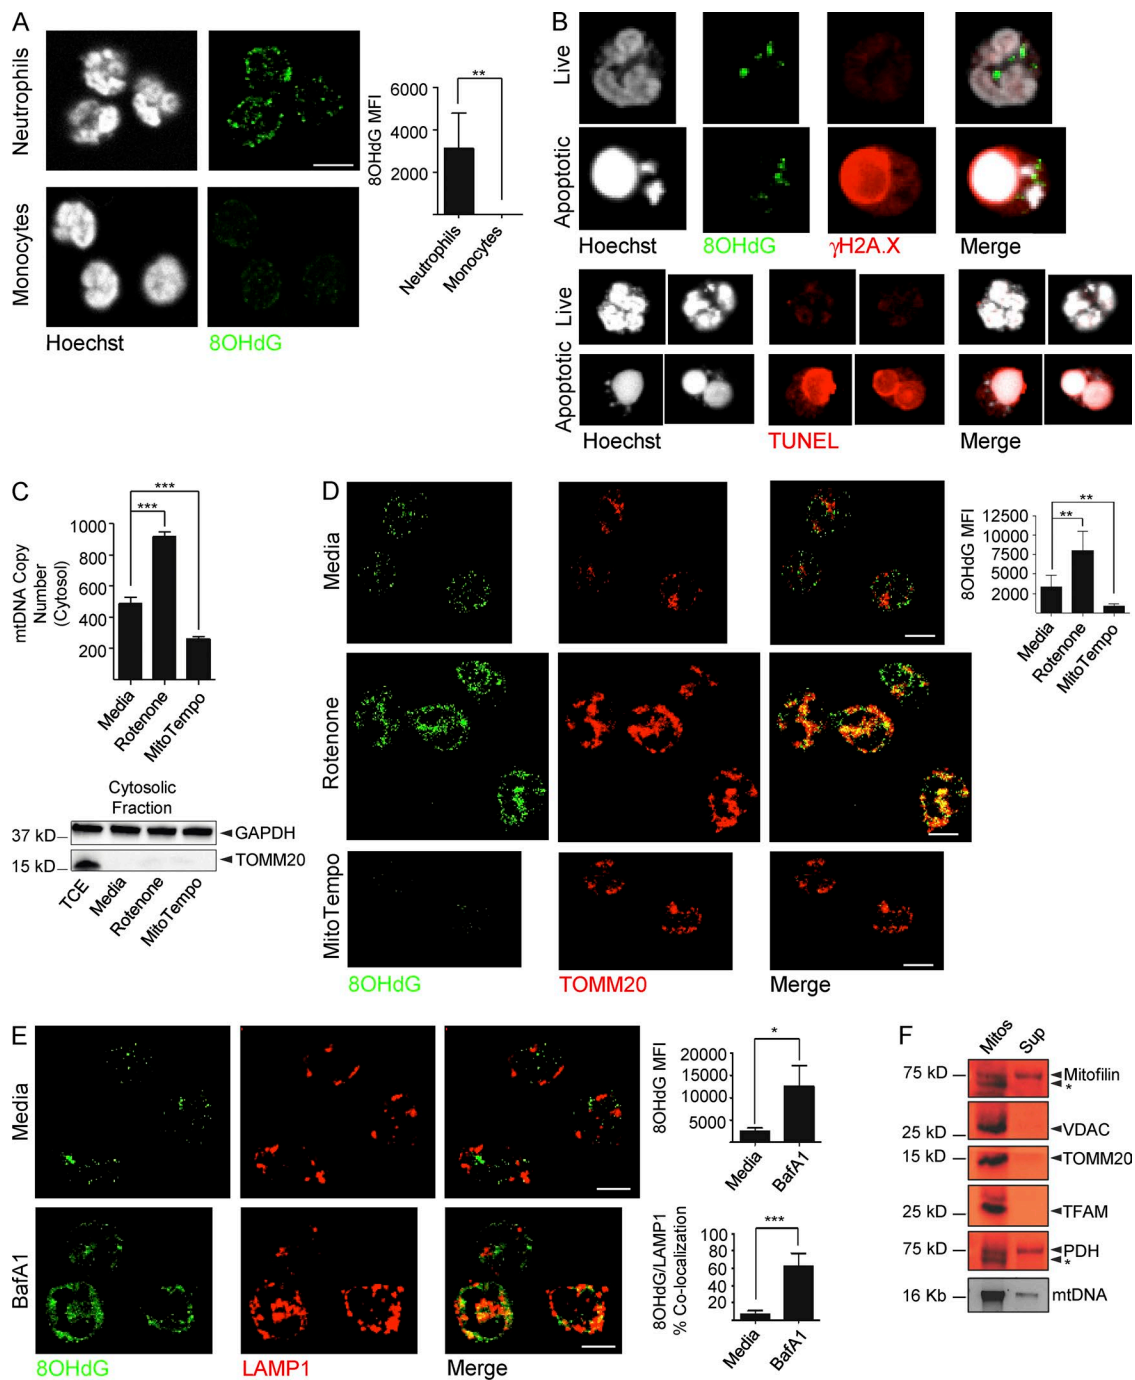 A
Neutrophils
Monocytes
Hoechst
8OHdG
8OHdG MFI
6000
4000
2000
**
Neutrophils
Monocytes
B
Live
Apoptotic
Hoechst
8OHdG
γH2A.X
Merge
Live
Apoptotic
Hoechst
TUNEL
Merge
C
mtDNA Copy
Number
(Cytosol)
1000
800
600
400
200
***
***
Media
Rotenone
MitoTempo
Cytosolic
Fraction
37 kD
GAPDH
15 kD
TOMM20
TCE
Media
Rotenone
MitoTempo
D
Media
Rotenone
MitoTempo
8OHdG
TOMM20
Merge
8OHdG MFI
12500
10000
7500
5000
2000
**
**
Media
Rotenone
MitoTempo
E
Media
BafA1
8OHdG
LAMP1
Merge
8OHdG MFI
20000
15000
10000
5000
*
Media
BafA1
8OHdG/LAMP1
% Co-localization
100
80
60
40
20
***
Media
BafA1
F
Mitos
Sup
75 kD
Mitofilin
*
25 kD
VDAC
15 kD
TOMM20
25 kD
TFAM
75 kD
PDH
*
16 Kb
mtDNA